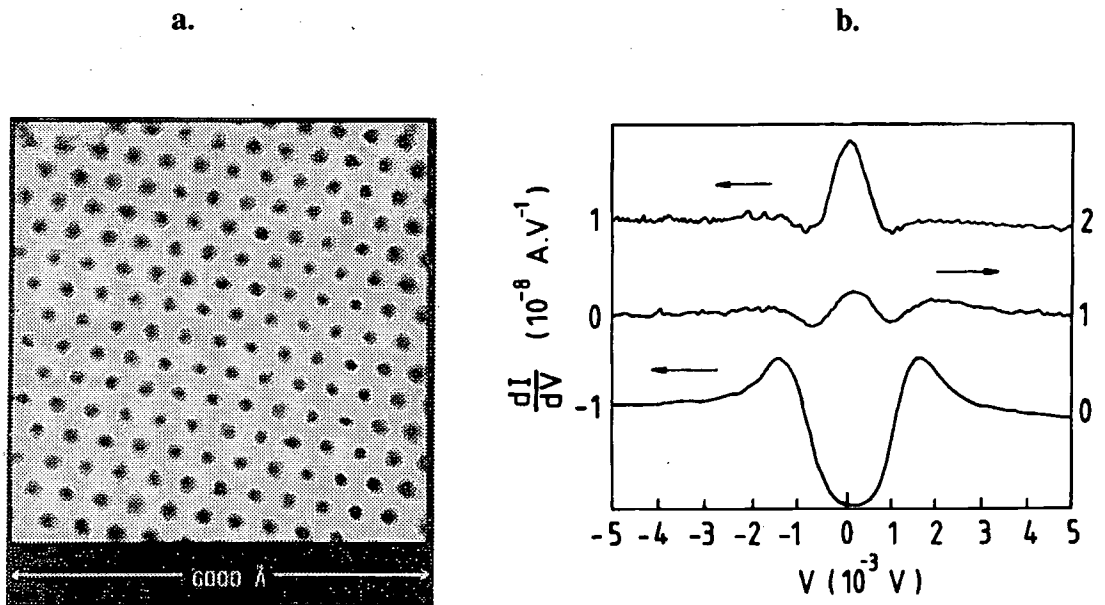 a.
b.
6000 Å
dI/dV (10⁻⁸ A.V⁻¹)
1
0
-1
2
1
0
-5 -4 -3 -2 -1 0 1 2 3 4 5
V (10⁻³ V)